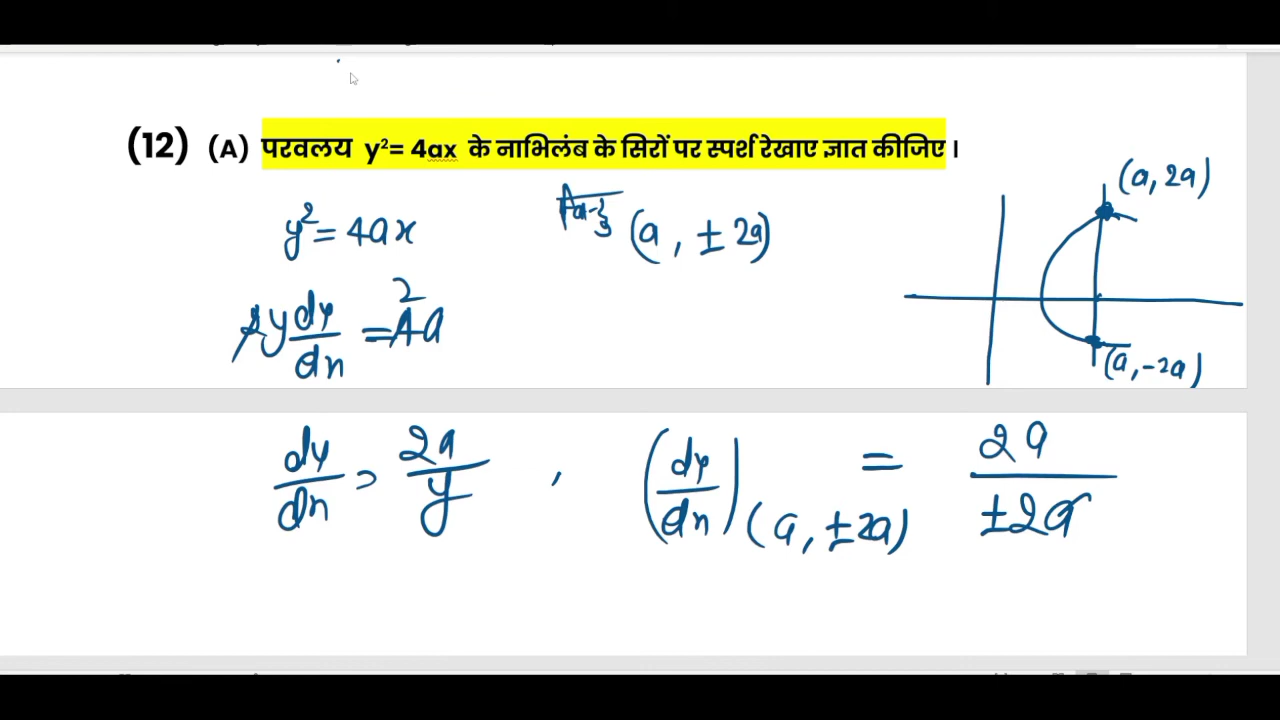 (12) (A) परवलय y²= 4ax के नाभिलंब के सिरों पर स्पर्श रेखाए ज्ञात कीजिए ।
(a, 2a)
y² = 4ax
(a, ±2a)
2y dy/dx = 4a
2
(a, -2a)
dy/dx = 2a/y , (dy/dx)(a, ±2a) = 2a/±2a